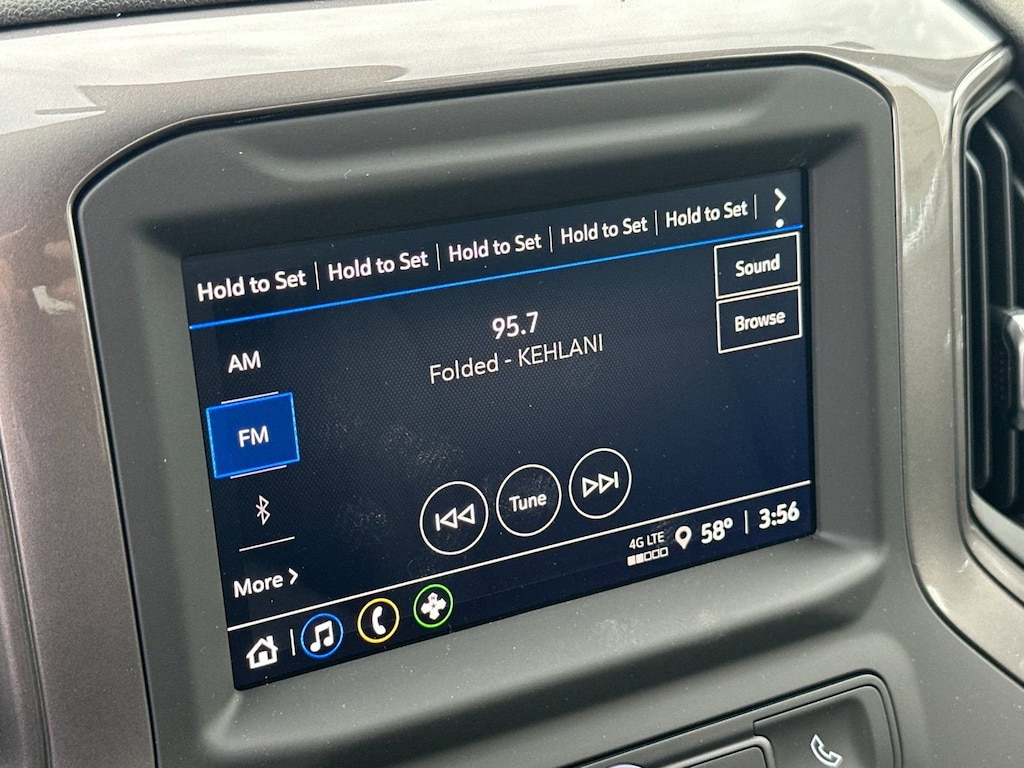 Hold to Set | Hold to Set | Hold to Set | Hold to Set | Hold to Set |
Sound
Browse
95.7
Folded - KEHLANI
AM
FM
More
Tune
4G LTE
58° | 3:56